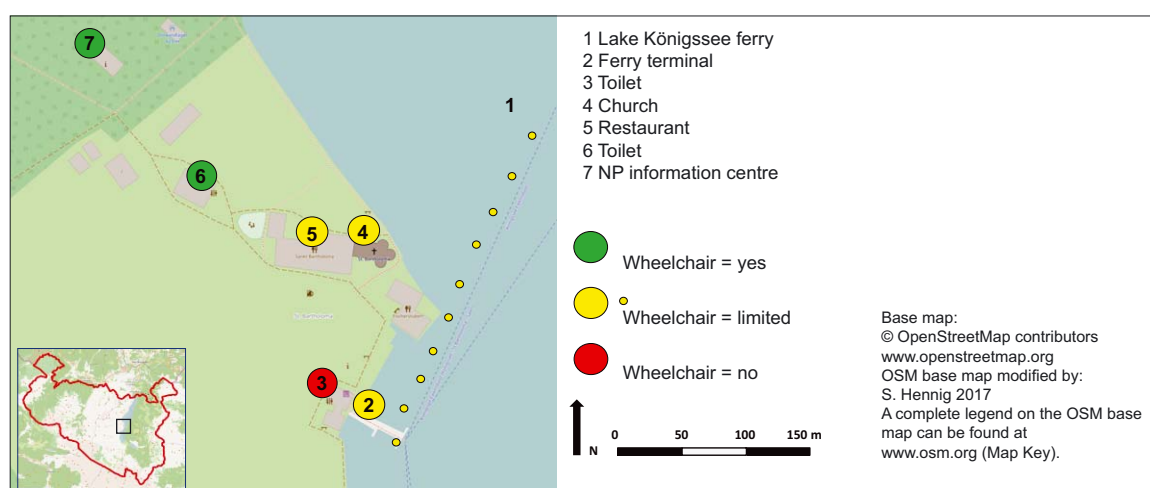 7
1
6
5
4
3
2
1 Lake Königssee ferry
2 Ferry terminal
3 Toilet
4 Church
5 Restaurant
6 Toilet
7 NP information centre
Wheelchair = yes
Wheelchair = limited
Wheelchair = no
N
0 50 100 150 m
Base map:
© OpenStreetMap contributors
www.openstreetmap.org
OSM base map modified by:
S. Hennig 2017
A complete legend on the OSM base
map can be found at
www.osm.org (Map Key).